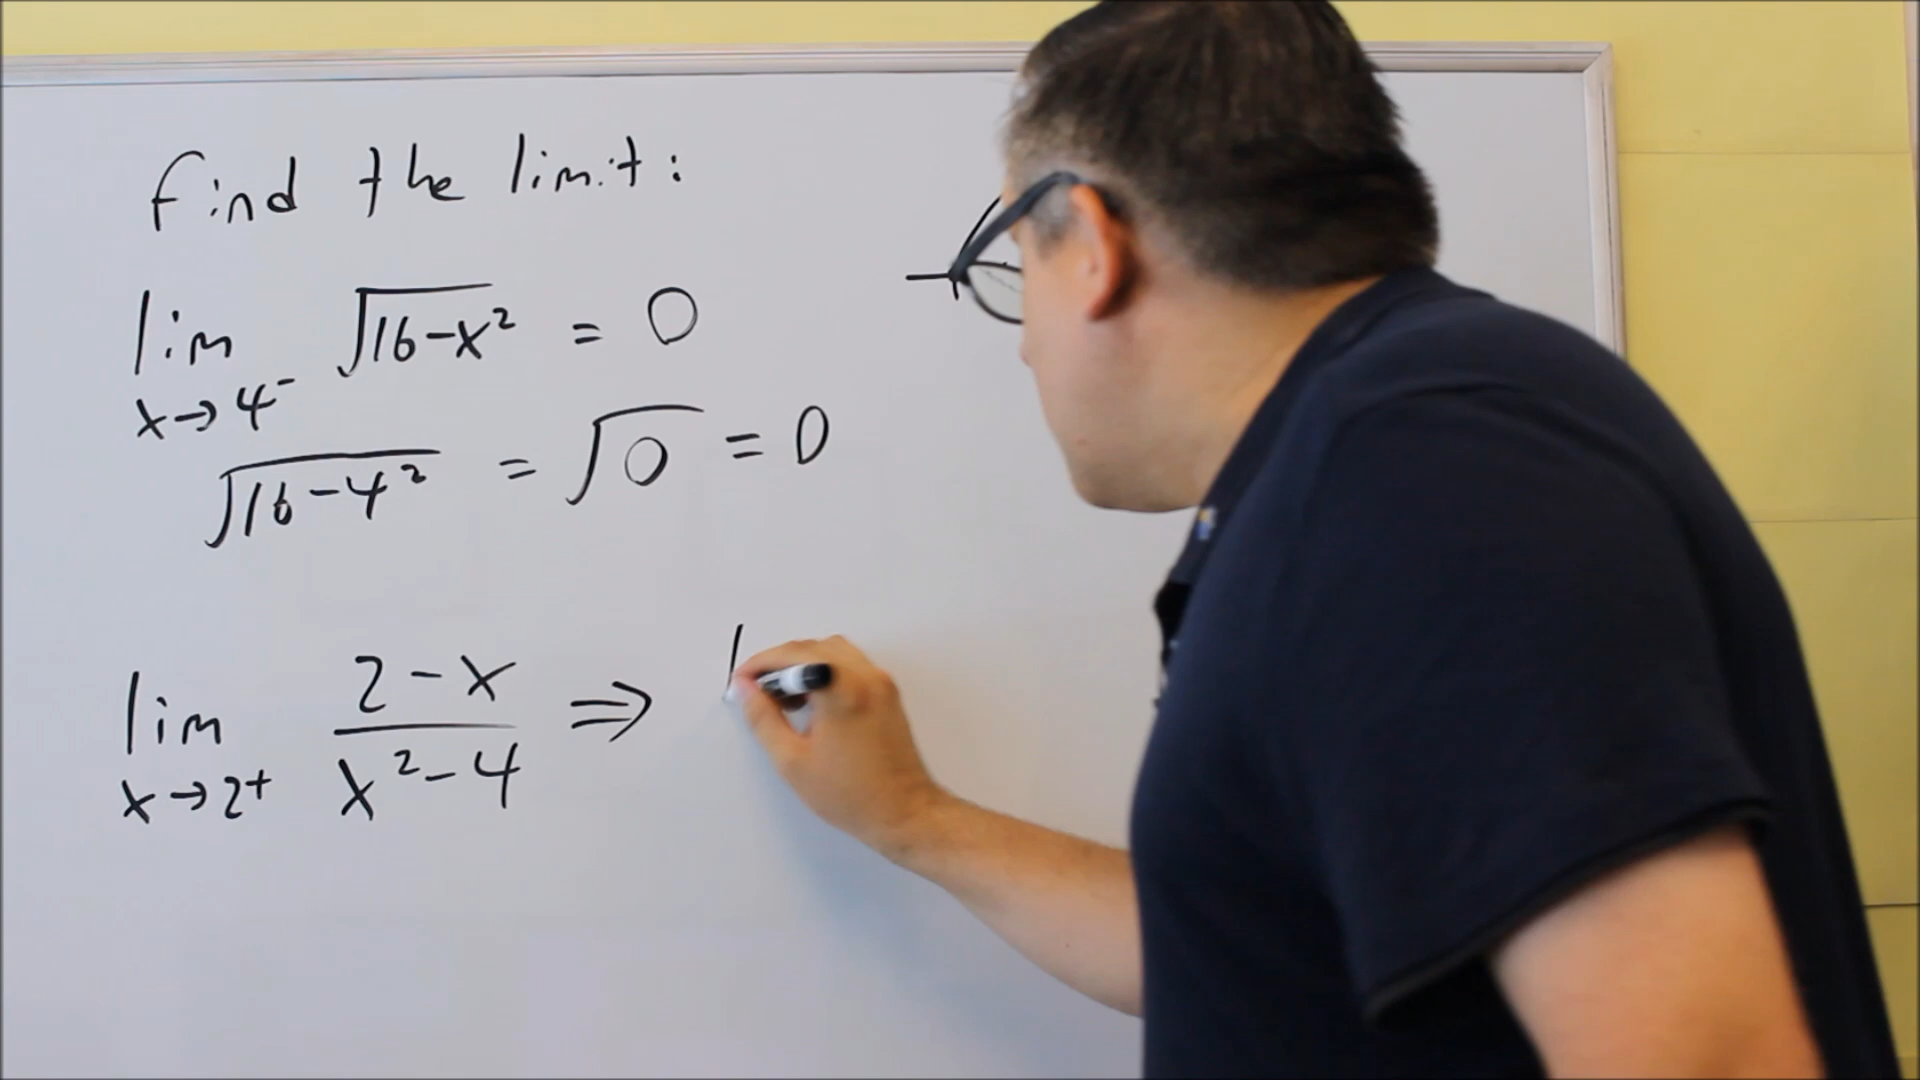 find the limit:
lim x→4⁻ √16-x² = 0
√16-4² = √0 = 0
lim x→2⁺ 2-x / x²-4 ⇒ l